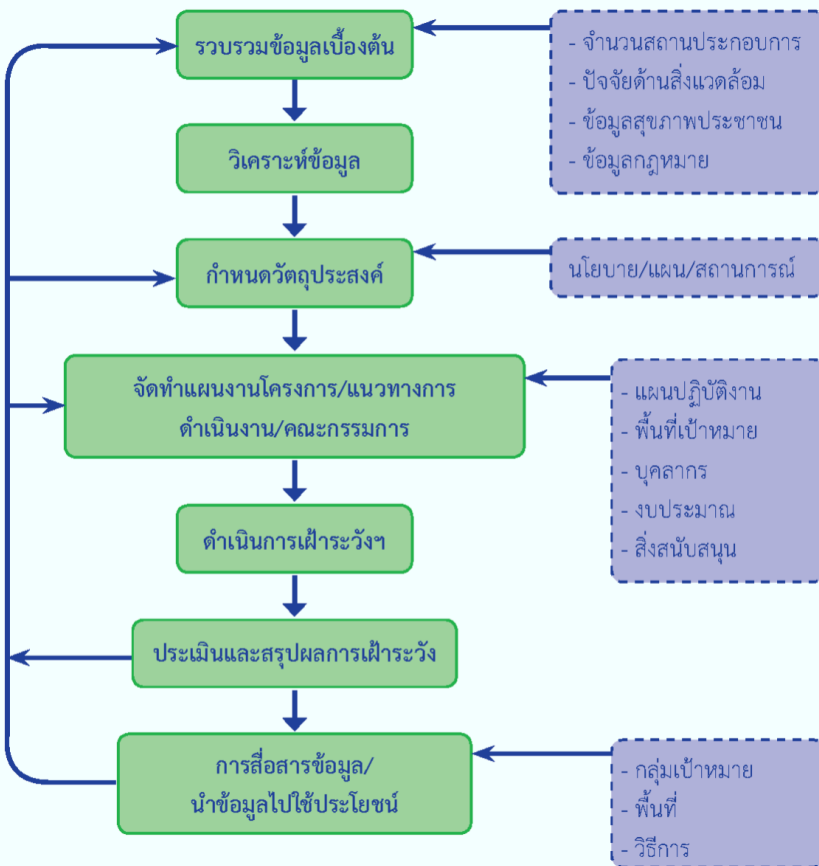 รวบรวมข้อมูลเบื้องต้น
- จำนวนสถานประกอบการ
- ปัจจัยด้านสิ่งแวดล้อม
- ข้อมูลสุขภาพประชาชน
- ข้อมูลกฎหมาย
วิเคราะห์ข้อมูล
กำหนดวัตถุประสงค์
นโยบาย/แผน/สถานการณ์
จัดทำแผนงานโครงการ/แนวทางการ
ดำเนินงาน/คณะกรรมการ
- แผนปฏิบัติงาน
- พื้นที่เป้าหมาย
- บุคลากร
- งบประมาณ
- สิ่งสนับสนุน
ดำเนินการเฝ้าระวังฯ
ประเมินและสรุปผลการเฝ้าระวัง
การสื่อสารข้อมูล/
นำข้อมูลไปใช้ประโยชน์
- กลุ่มเป้าหมาย
- พื้นที่
- วิธีการ